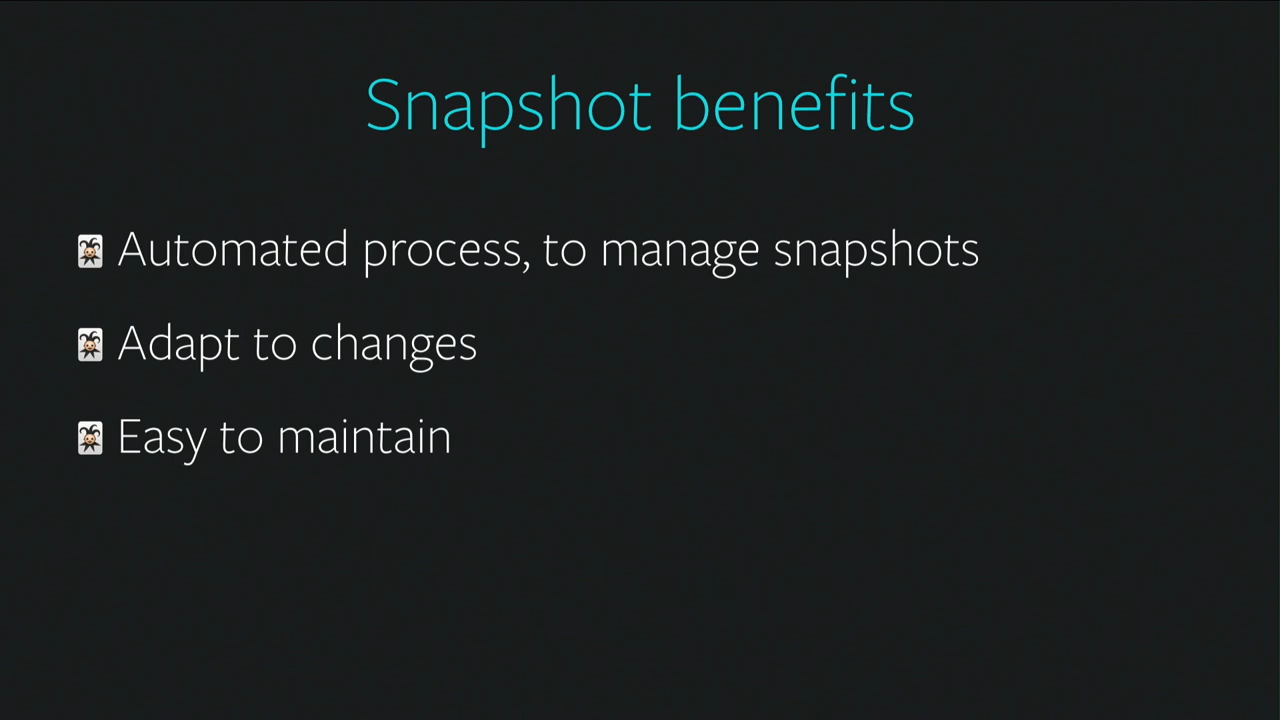 Snapshot benefits
Automated process, to manage snapshots
Adapt to changes
Easy to maintain